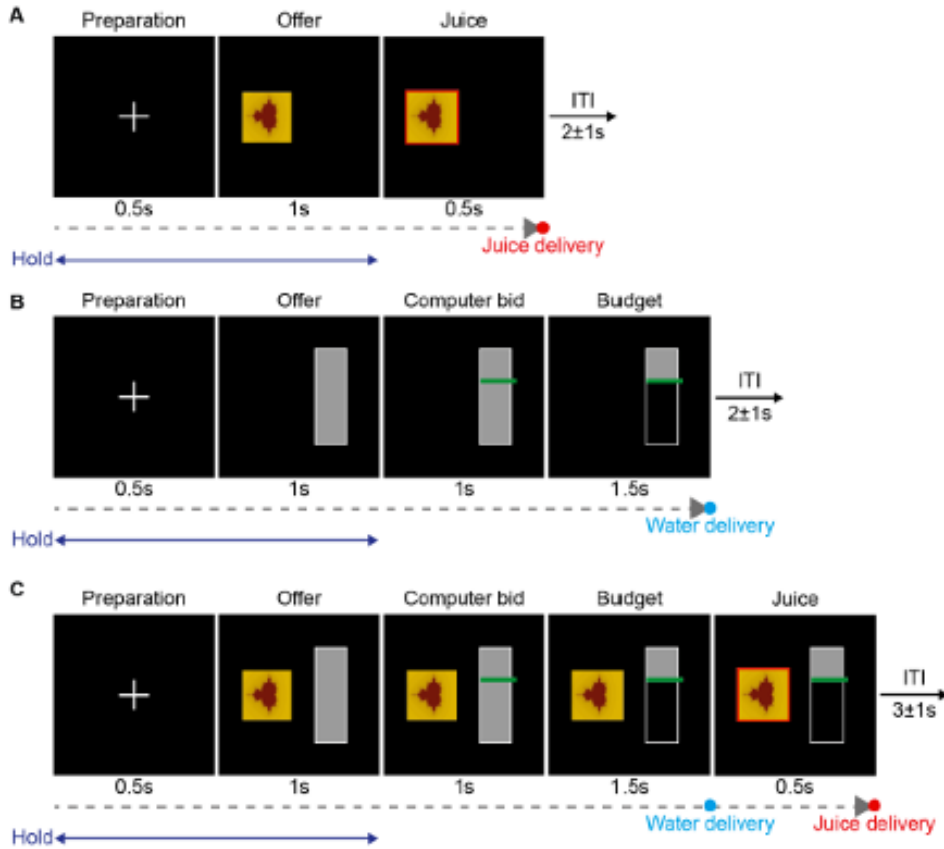 A
Preparation Offer Juice
ITI
2±1s
0.5s 1s 0.5s
Juice delivery
Hold
B
Preparation Offer Computer bid Budget
ITI
2±1s
0.5s 1s 1s 1.5s
Water delivery
Hold
C
Preparation Offer Computer bid Budget Juice
ITI
3±1s
0.5s 1s 1s 1.5s 0.5s
Water delivery Juice delivery
Hold